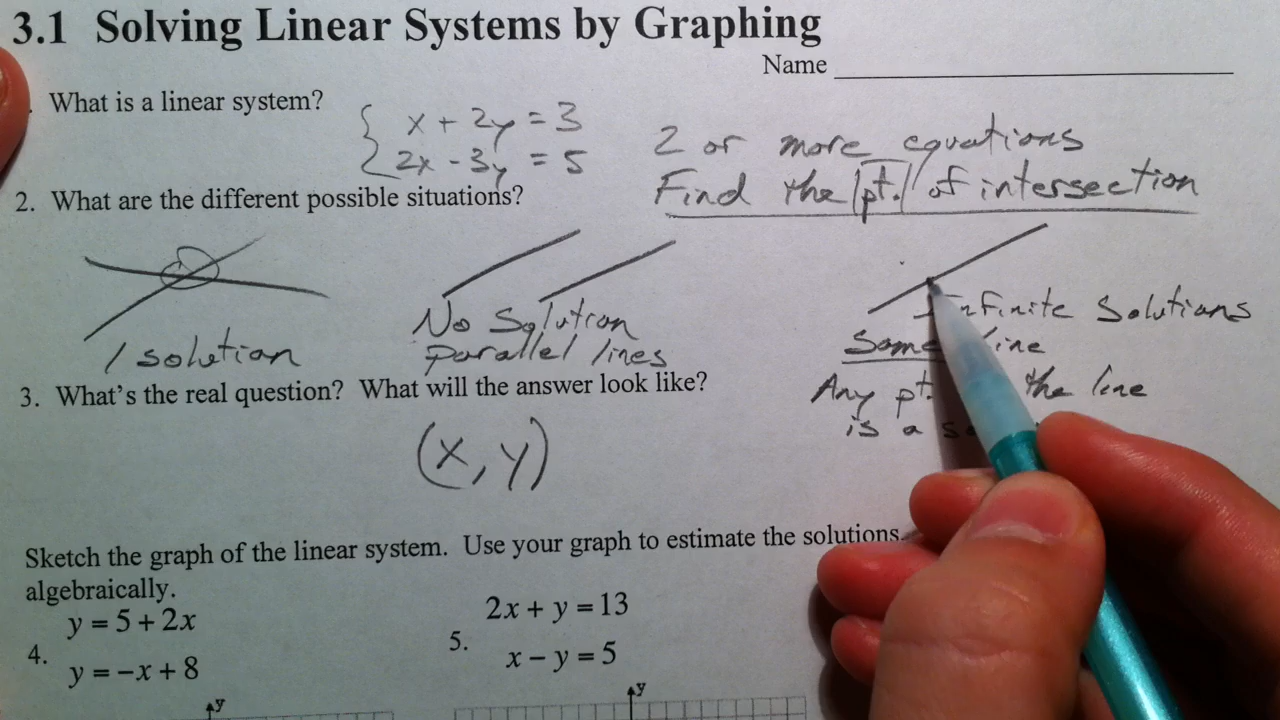 3.1 Solving Linear Systems by Graphing
Name
. What is a linear system?
x + 2y = 3
2x - 3y = 5
2 or more equations
Find the pt. of intersection
2. What are the different possible situations?
1 solution
No Solution
parallel lines
Infinite Solutions
Same line
Any pt. the line
is a
3. What's the real question? What will the answer look like?
(x, y)
Sketch the graph of the linear system. Use your graph to estimate the solutions.
algebraically.
4.
y = 5 + 2x
y = −x + 8
5.
2x + y = 13
x − y = 5
y
y